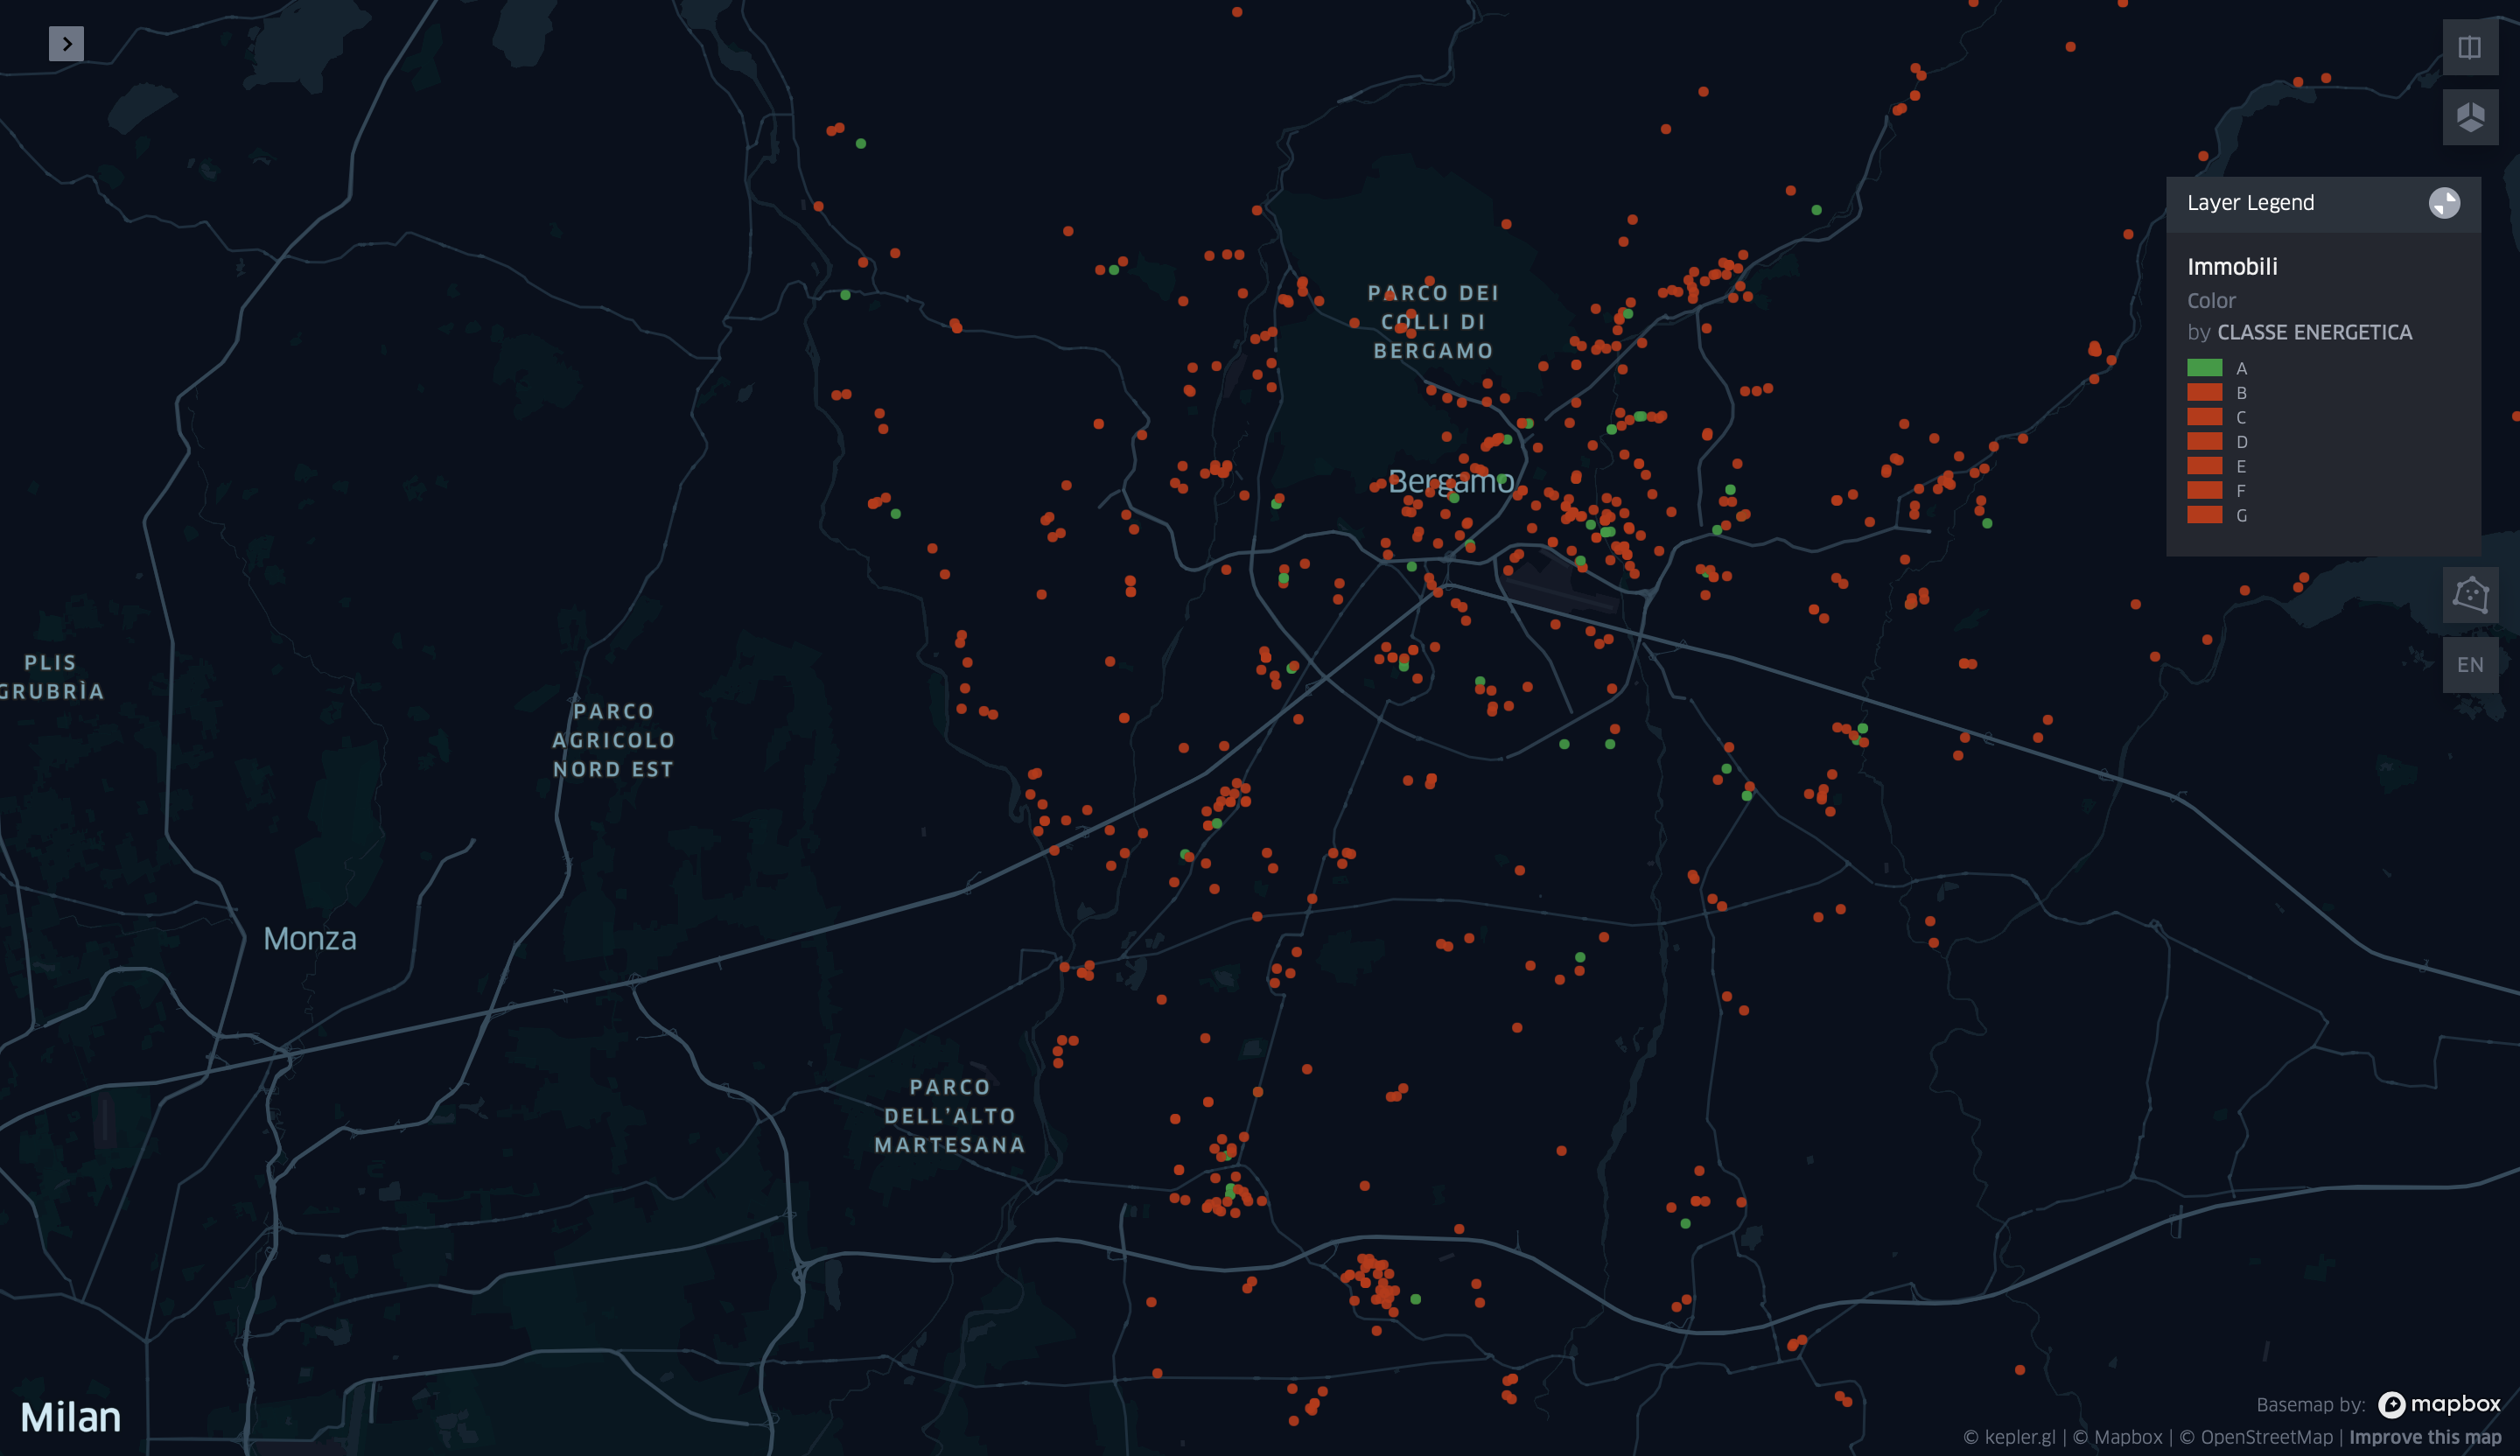 Layer Legend
Immobili
Color
by CLASSE ENERGETICA
A
B
C
D
E
F
G
EN
PARCO DEI
COLLI DI
BERGAMO
Bergamo
PLIS
GRUBRÌA
PARCO
AGRICOLO
NORD EST
Monza
PARCO
DELL'ALTO
MARTESANA
Milan
Basemap by: mapbox
© kepler.gl | © Mapbox | © OpenStreetMap | Improve this map